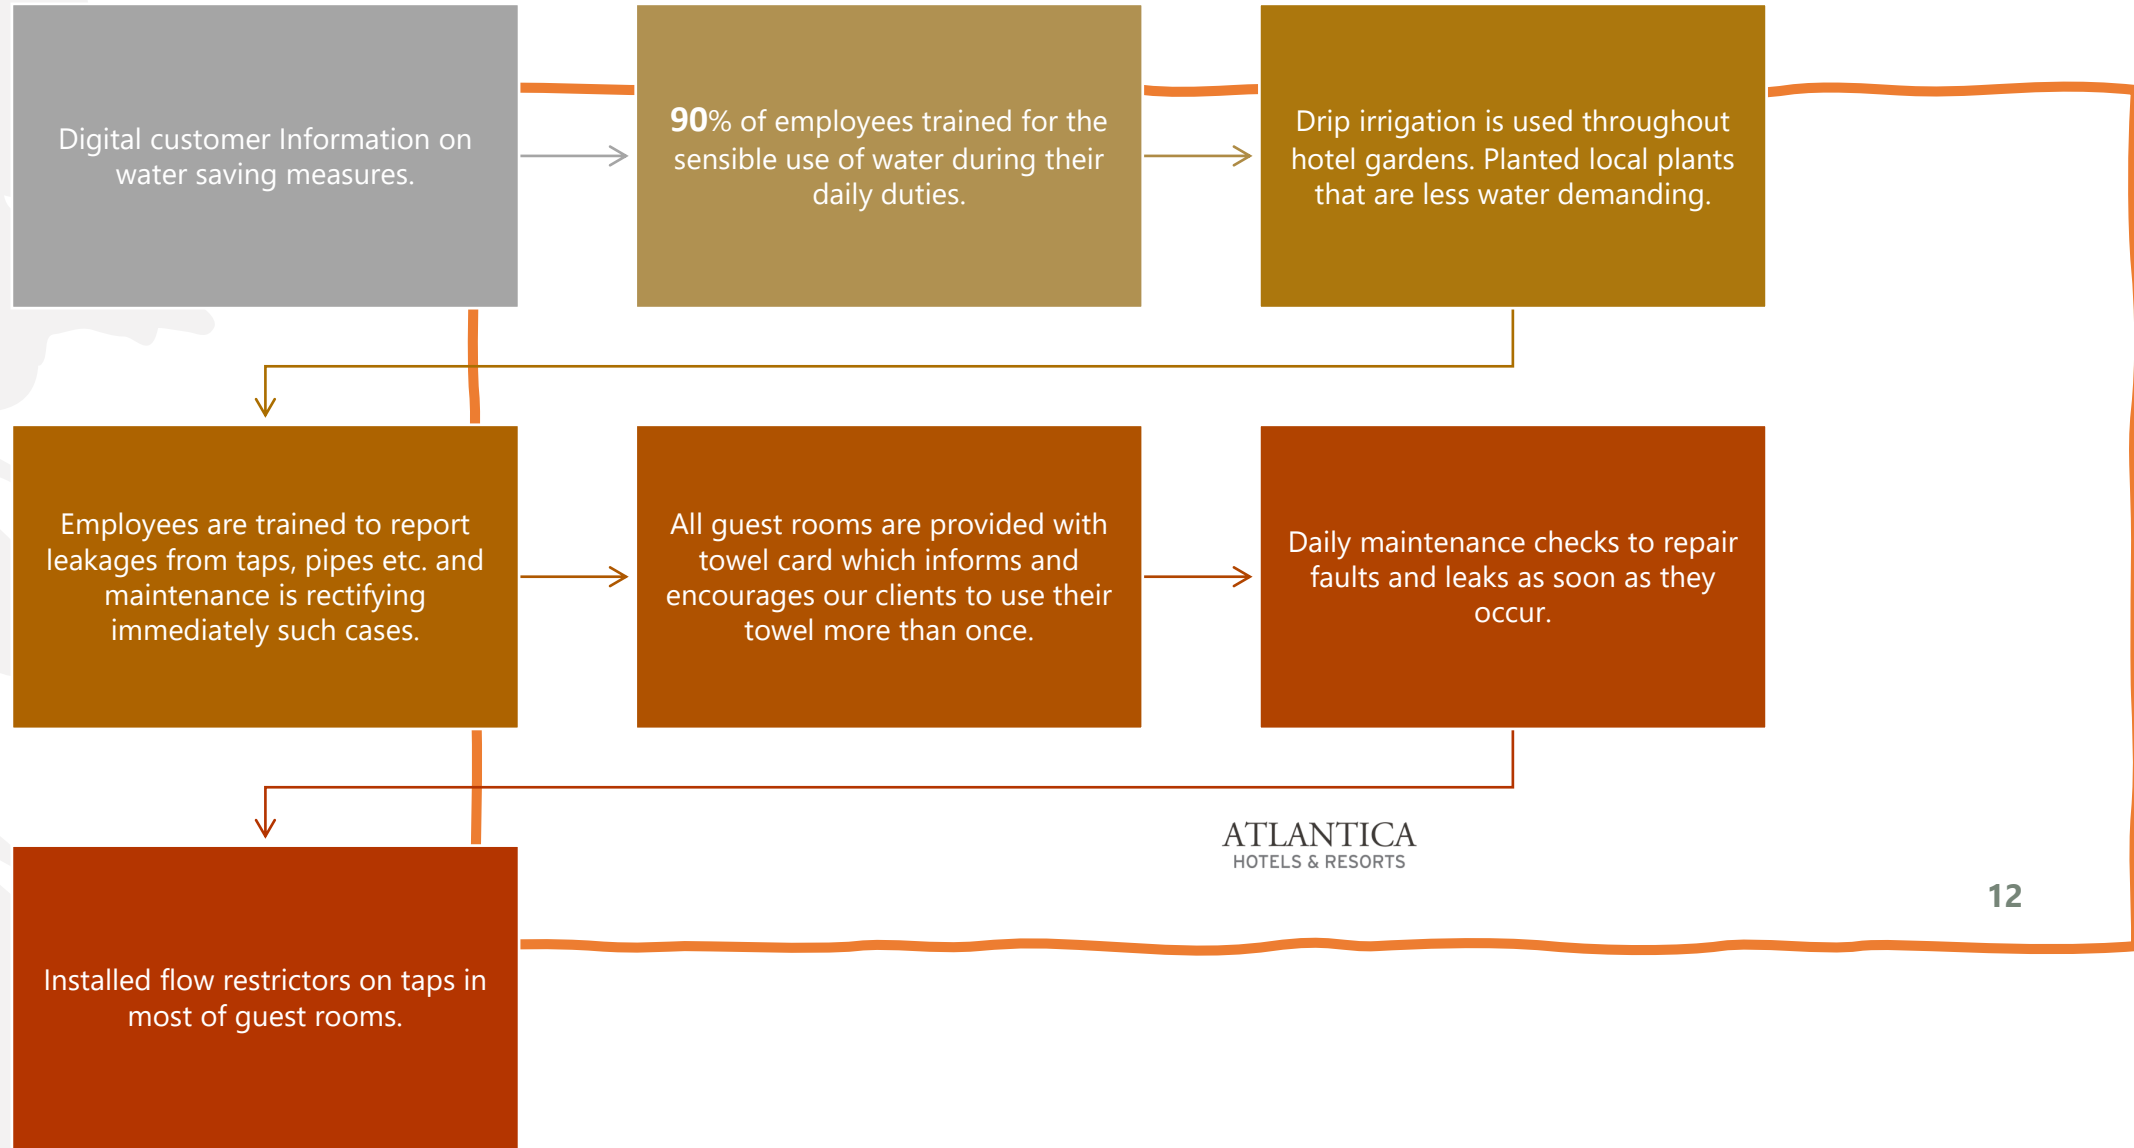 Digital customer Information on
water saving measures.
90% of employees trained for the
sensible use of water during their
daily duties.
Drip irrigation is used throughout
hotel gardens. Planted local plants
that are less water demanding.
Employees are trained to report
leakages from taps, pipes etc. and
maintenance is rectifying
immediately such cases.
All guest rooms are provided with
towel card which informs and
encourages our clients to use their
towel more than once.
Daily maintenance checks to repair
faults and leaks as soon as they
occur.
Installed flow restrictors on taps in
most of guest rooms.
ATLANTICA
HOTELS & RESORTS
12